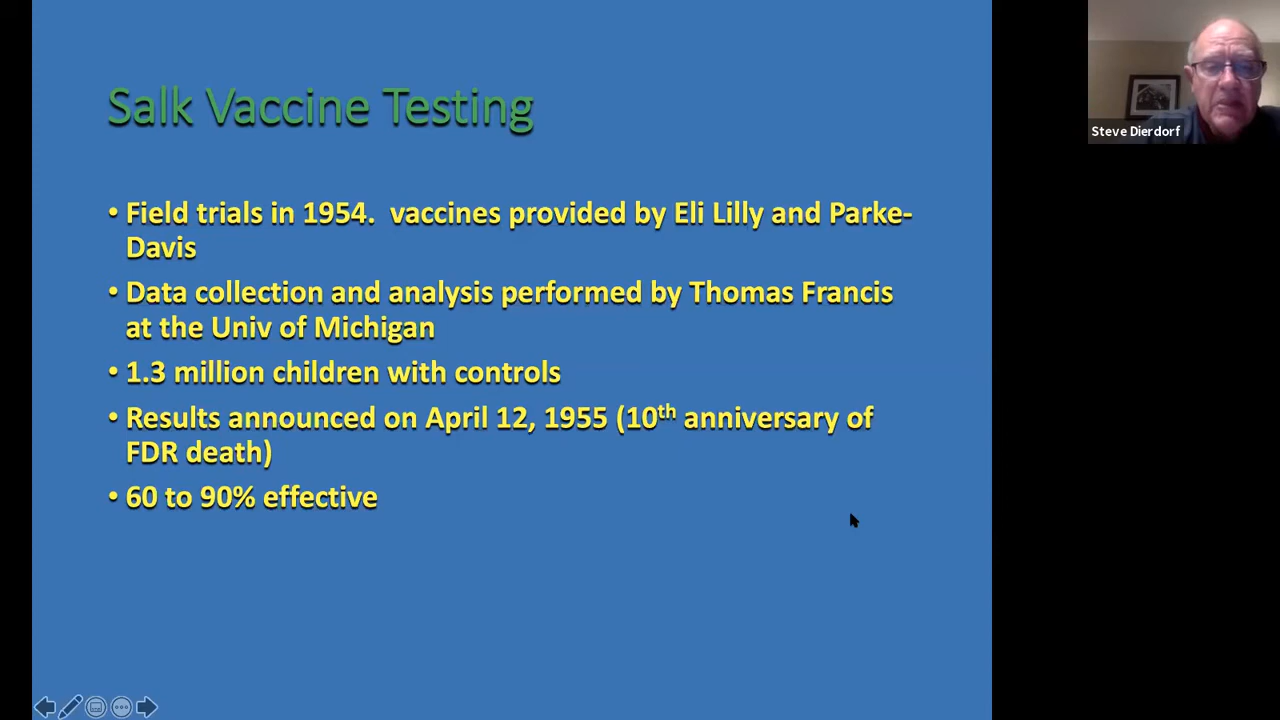 Salk Vaccine Testing
• Field trials in 1954.  vaccines provided by Eli Lilly and Parke-
Davis
• Data collection and analysis performed by Thomas Francis
at the Univ of Michigan
• 1.3 million children with controls
• Results announced on April 12, 1955 (10th anniversary of
FDR death)
• 60 to 90% effective
Steve Dierdorf